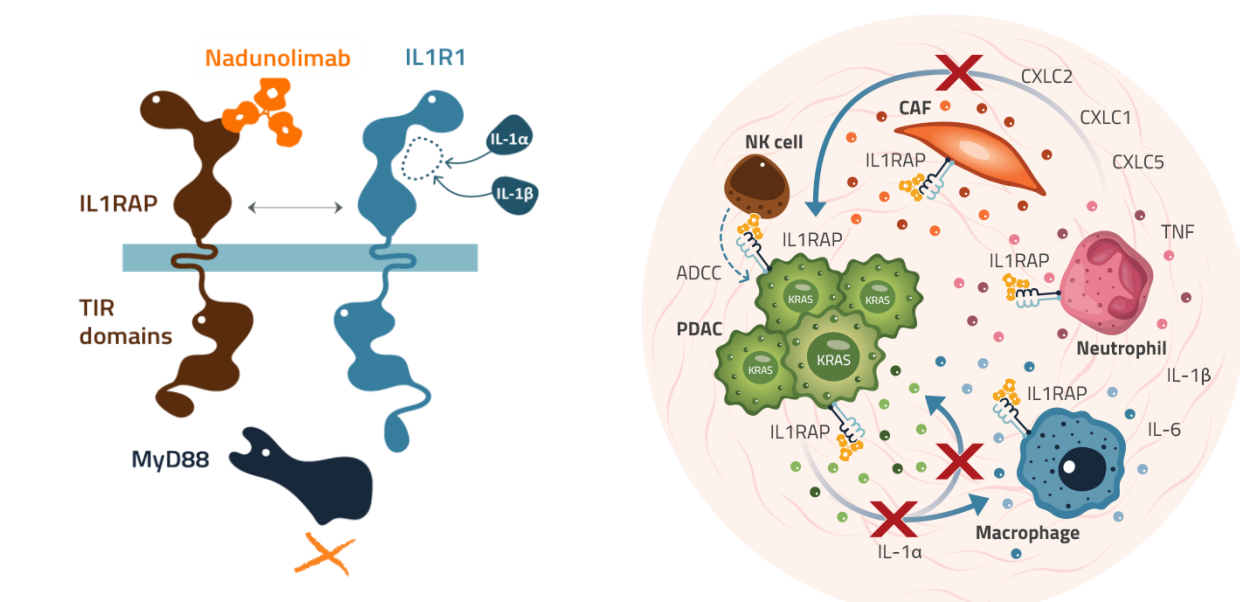 Nadunolimab
IL1R1
IL-1α
IL-1β
IL1RAP
TIR
domains
MyD88
CXLC2
CAF
CXLC1
NK cell
IL1RAP
CXLC5
IL1RAP
TNF
IL1RAP
ADCC
KRAS
KRAS
PDAC
Neutrophil
KRAS
KRAS
IL-1β
IL1RAP
IL1RAP
IL-6
Macrophage
IL-1α